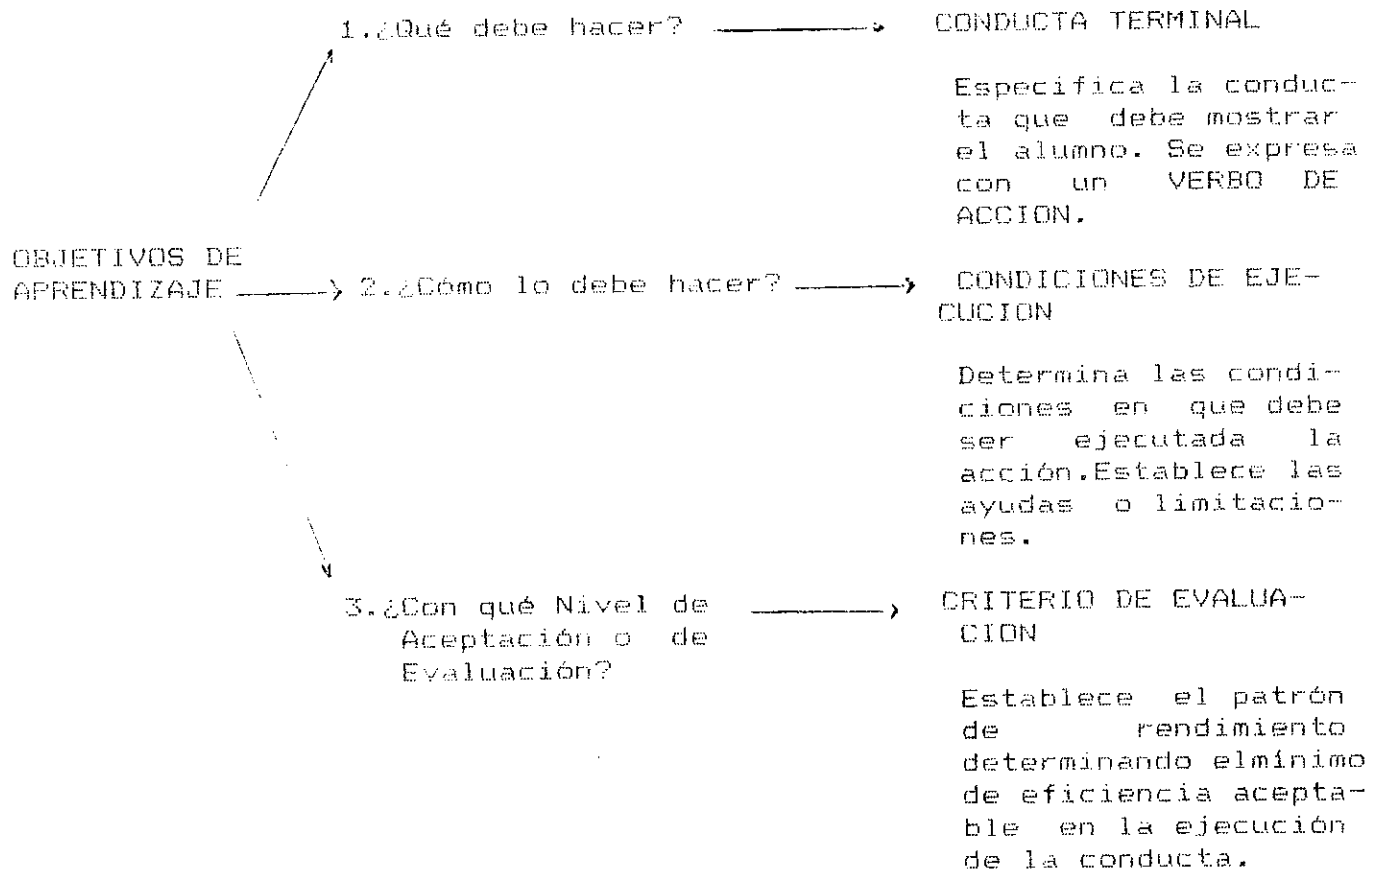 1.¿Qué debe hacer?
CONDUCTA TERMINAL
Especifica la conduc-
ta que debe mostrar
el alumno. Se expresa
con un VERBO DE
ACCION.
OBJETIVOS DE
APRENDIZAJE
2.¿Cómo lo debe hacer?
CONDICIONES DE EJE-
CUCION
Determina las condi-
ciones en que debe
ser ejecutada la
acción.Establece las
ayudas o limitacio-
nes.
3.¿Con qué Nivel de
Aceptación o de
Evaluación?
CRITERIO DE EVALUA-
CION
Establece el patrón
de rendimiento
determinando elmínimo
de eficiencia acepta-
ble en la ejecución
de la conducta.